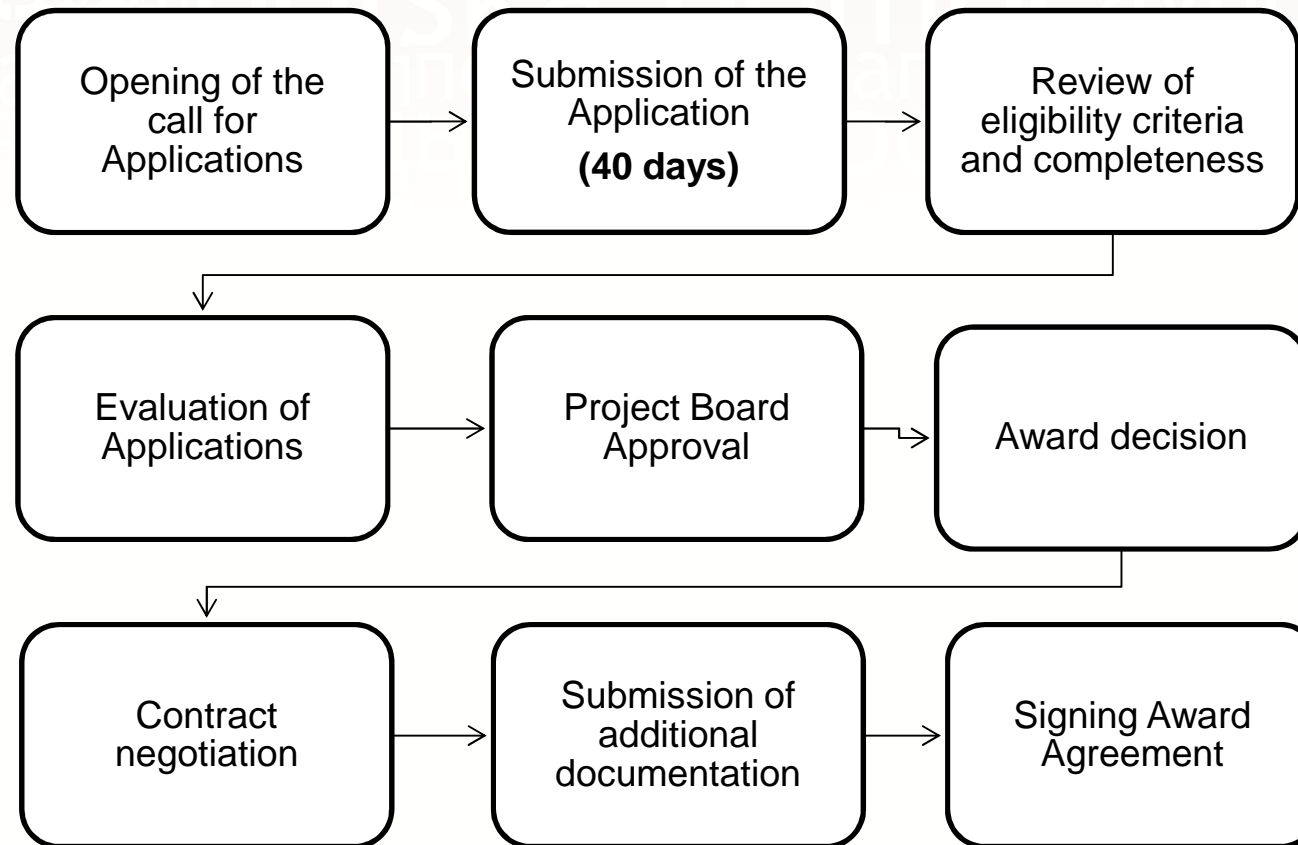 Opening of the
call for
Applications
Submission of the
Application
(40 days)
Review of
eligibility criteria
and completeness
Evaluation of
Applications
Project Board
Approval
Award decision
Contract
negotiation
Submission of
additional
documentation
Signing Award
Agreement